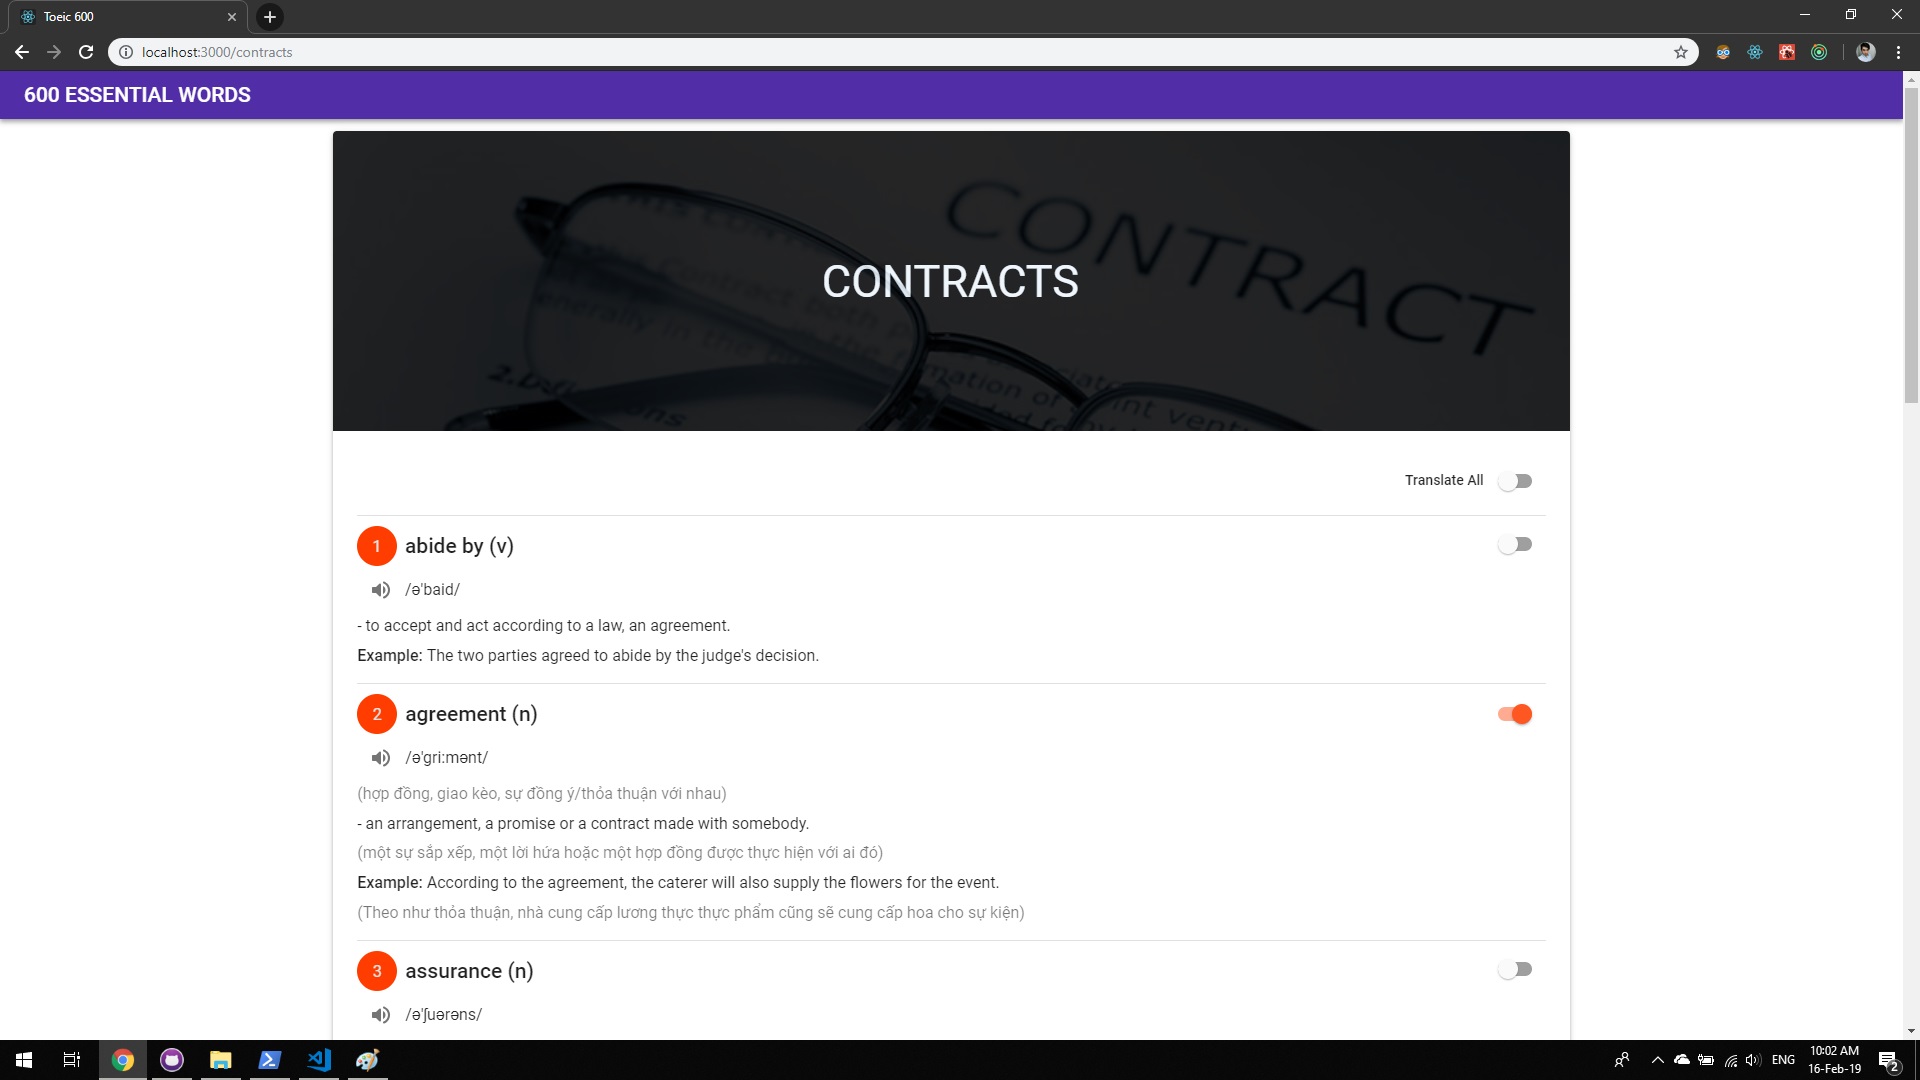 Toeic 600
localhost:3000/contracts
600 ESSENTIAL WORDS
CONTRACT
CONTRACTS
Translate All
1 abide by (v)
/ə'baid/
- to accept and act according to a law, an agreement.
Example: The two parties agreed to abide by the judge's decision.
2 agreement (n)
/ə'gri:mənt/
(hợp đồng, giao kèo, sự đồng ý/thỏa thuận với nhau)
- an arrangement, a promise or a contract made with somebody.
(một sự sắp xếp, một lời hứa hoặc một hợp đồng được thực hiện với ai đó)
Example: According to the agreement, the caterer will also supply the flowers for the event.
(Theo như thỏa thuận, nhà cung cấp lương thực thực phẩm cũng sẽ cung cấp hoa cho sự kiện)
3 assurance (n)
/ə'ʃuərəns/
ENG
10:02 AM
16-Feb-19
2